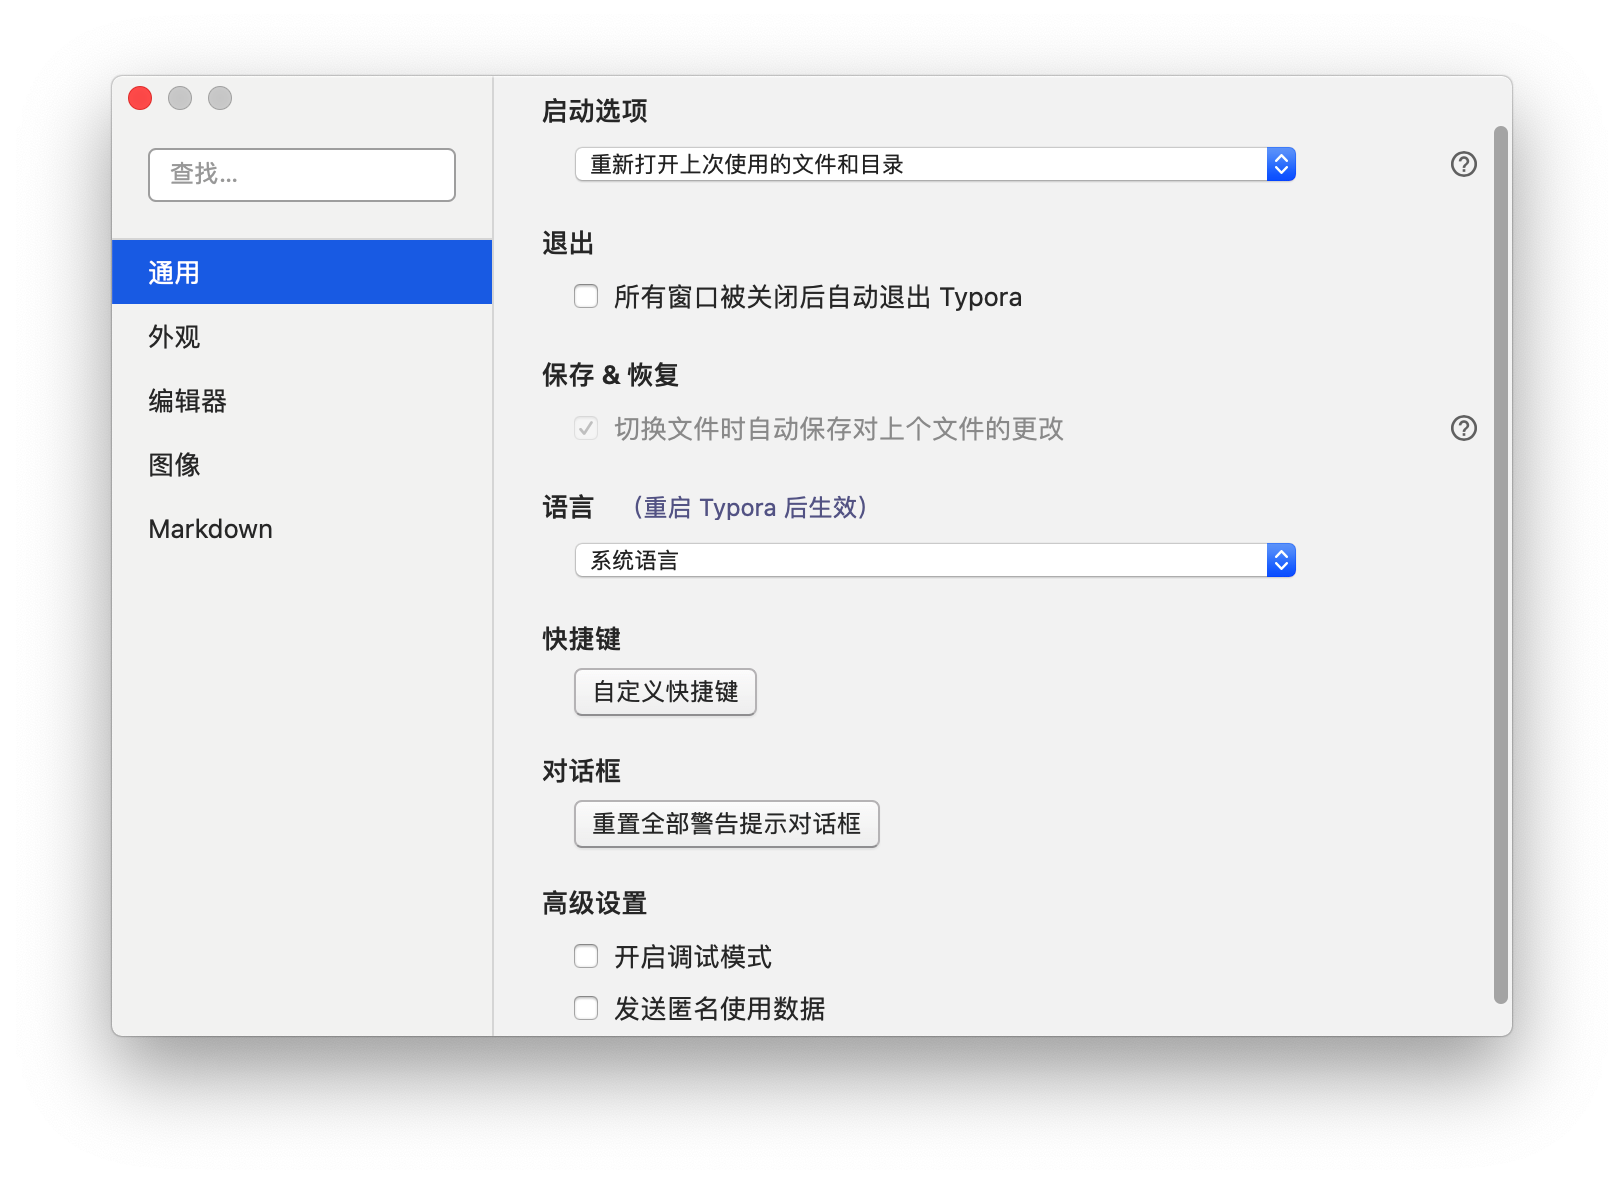 查找...
通用
外观
编辑器
图像
Markdown
启动选项
重新打开上次使用的文件和目录
退出
所有窗口被关闭后自动退出 Typora
保存 & 恢复
切换文件时自动保存对上个文件的更改
语言 （重启 Typora 后生效）
系统语言
快捷键
自定义快捷键
对话框
重置全部警告提示对话框
高级设置
开启调试模式
发送匿名使用数据